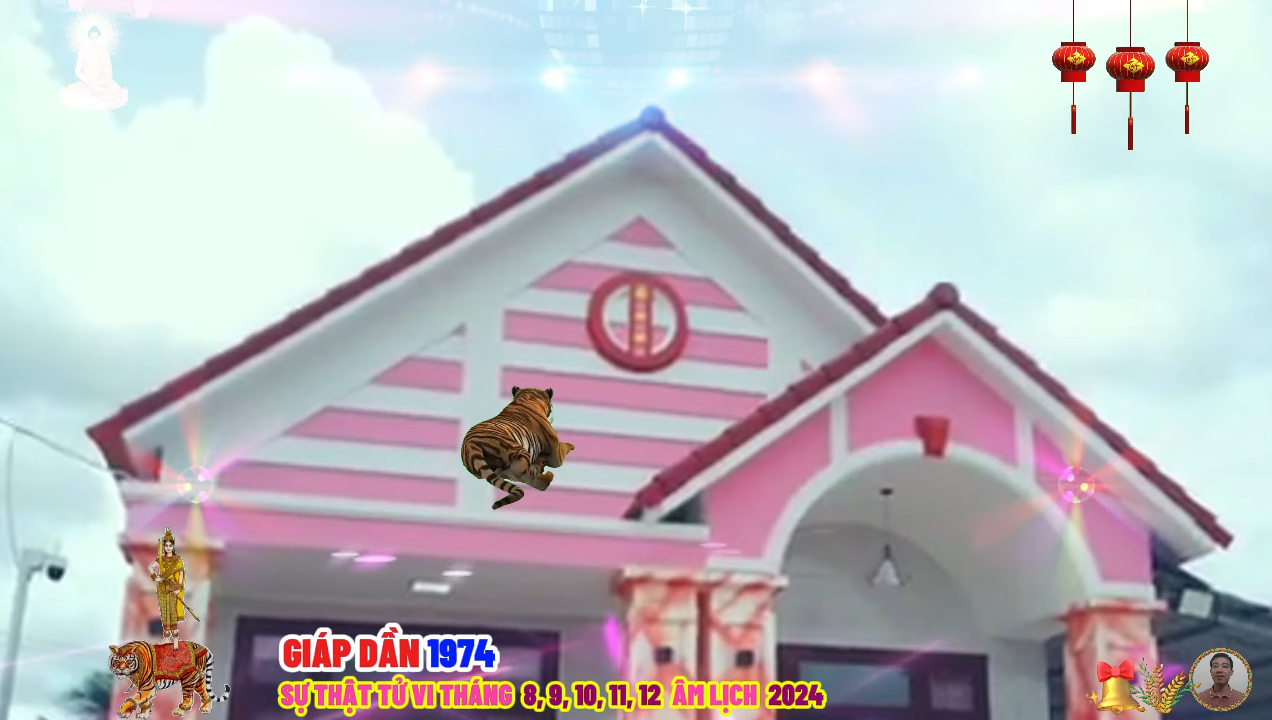 GIÁP DẦN 1974
SỰ THẬT TỬ VI THÁNG 8, 9, 10, 11, 12 ÂM LỊCH 2024